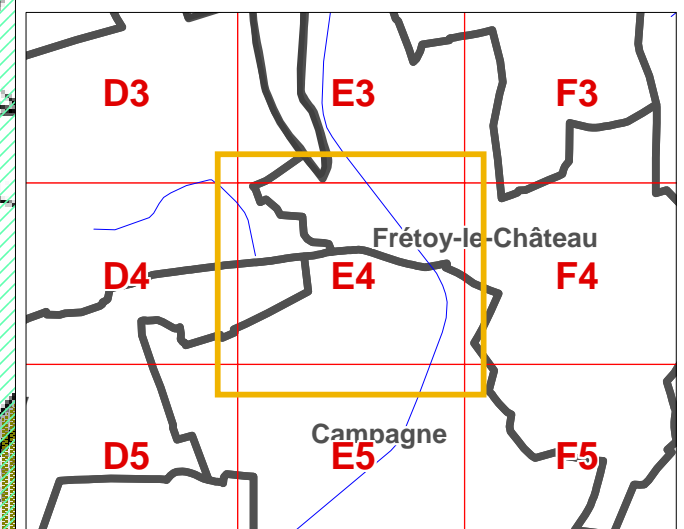 D3 E3 F3
Frétoy-le-Château
D4 E4 F4
Campagne
D5 E5 F5